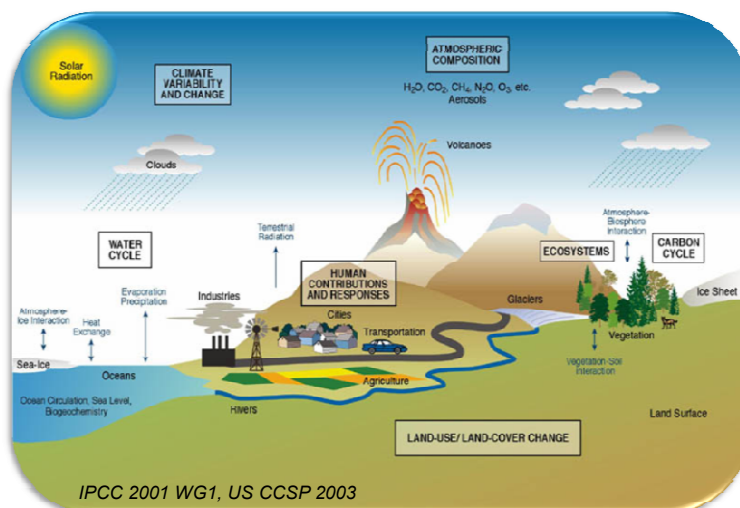 Solar
Radiation
CLIMATE
VARIABILITY
AND CHANGE
ATMOSPHERIC
COMPOSITION
H₂O, CO₂, CH₄, N₂O, O₃, etc.
Aerosols
Clouds
Volcanoes
Terrestrial
Radiation
Atmosphere-
Biosphere
Interaction
WATER
CYCLE
ECOSYSTEMS
CARBON
CYCLE
HUMAN
CONTRIBUTIONS
AND RESPONSES
Evaporation
Precipitation
Industries
Cities
Transportation
Glaciers
Ice Sheet
Atmosphere-
Ice Interaction
Heat
Exchange
Vegetation
Sea-Ice
Oceans
Vegetation-Soil
Interaction
Agriculture
Ocean Circulation, Sea Level,
Biogeochemistry
Rivers
Land Surface
LAND-USE/ LAND-COVER CHANGE
IPCC 2001 WG1, US CCSP 2003